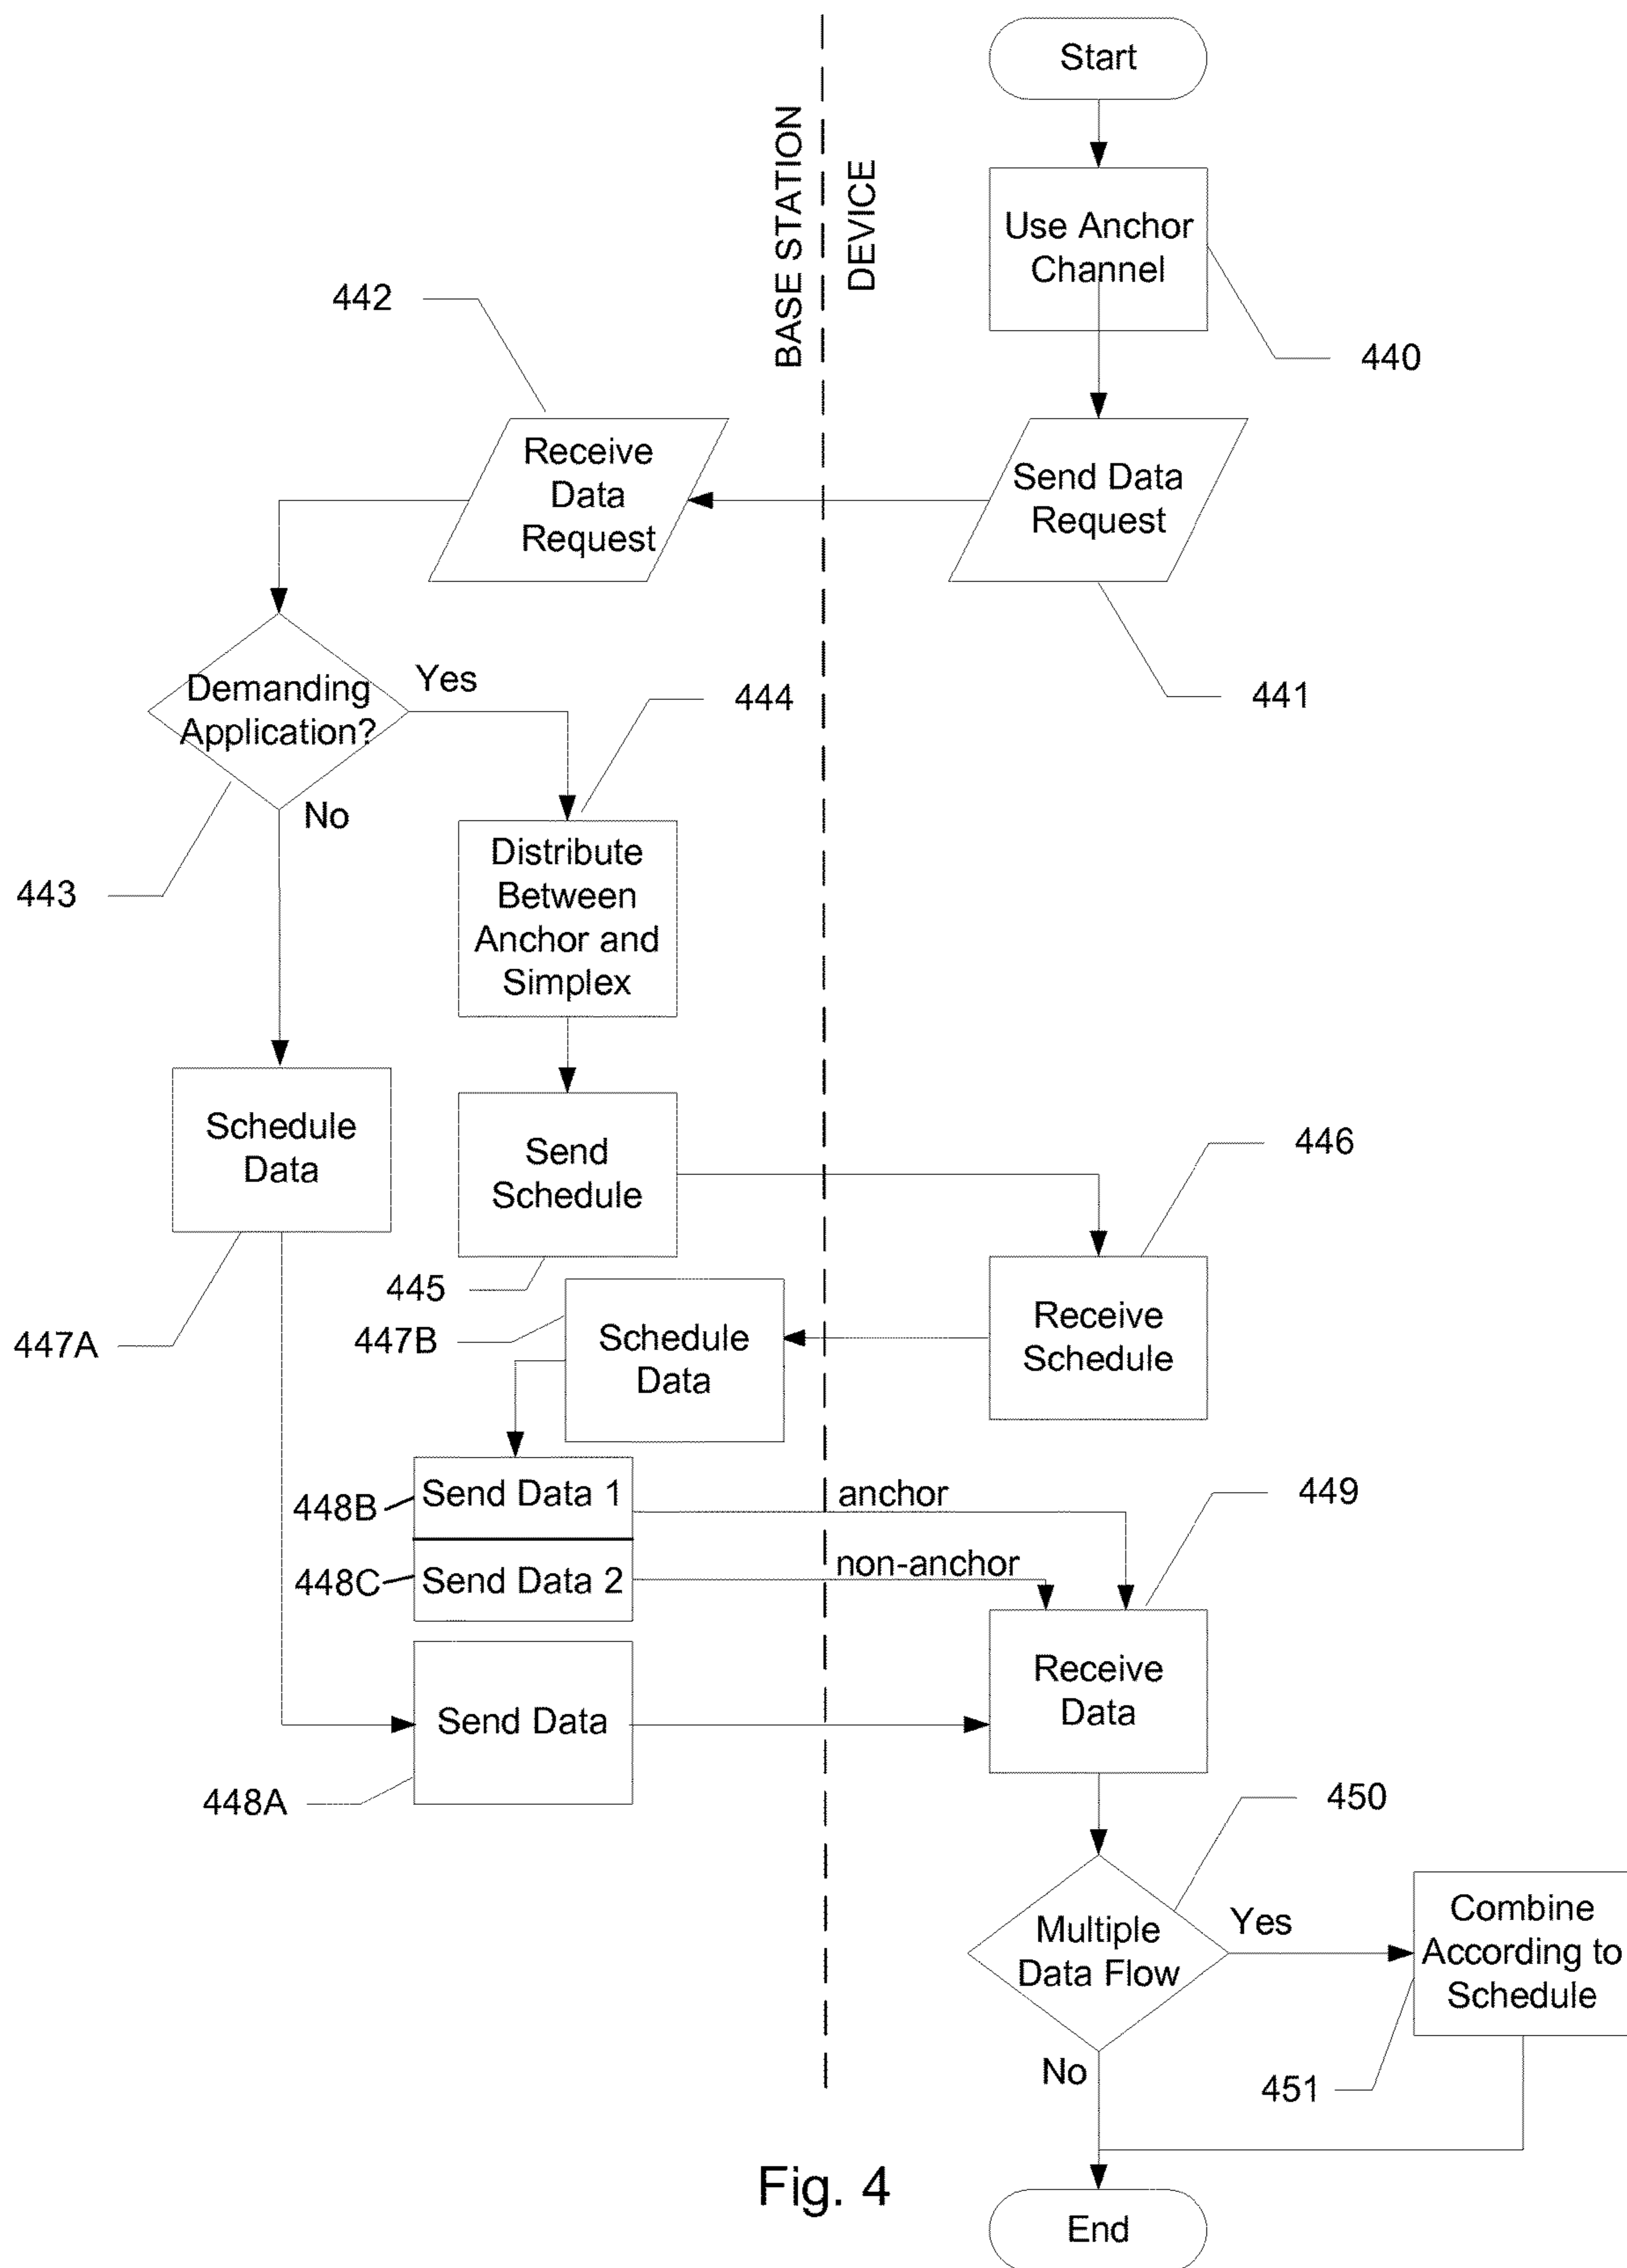 Start
BASE STATION
DEVICE
Use Anchor
Channel
442
440
Receive
Data
Request
Send Data
Request
Demanding
Application?
Yes
444
441
No
443
Distribute
Between
Anchor and
Simplex
Schedule
Data
Send
Schedule
446
445
447A
447B
Schedule
Data
Receive
Schedule
448B
Send Data 1
anchor
449
448C
Send Data 2
non-anchor
Receive
Data
Send Data
448A
450
Multiple
Data Flow
Yes
Combine
According to
Schedule
No
451
Fig. 4
End